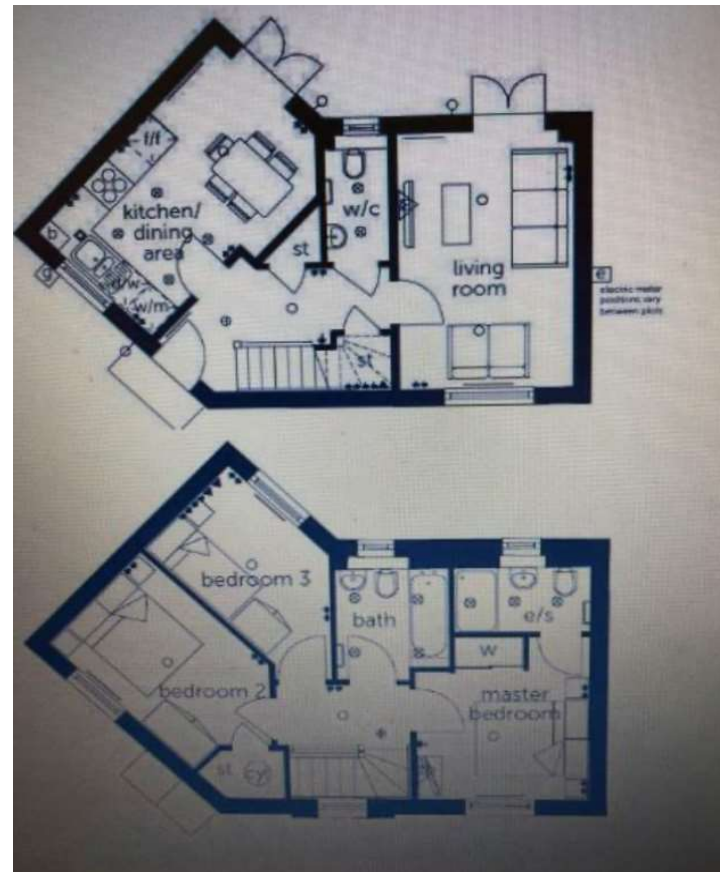 f/f
kitchen/
dining
area
b
g
d/w
w/m
st
w/c
living
room
st
e
electric meter
positions vary
between plots
bedroom 3
bedroom 2
bath
e/s
w
master
bedroom
st
cyl